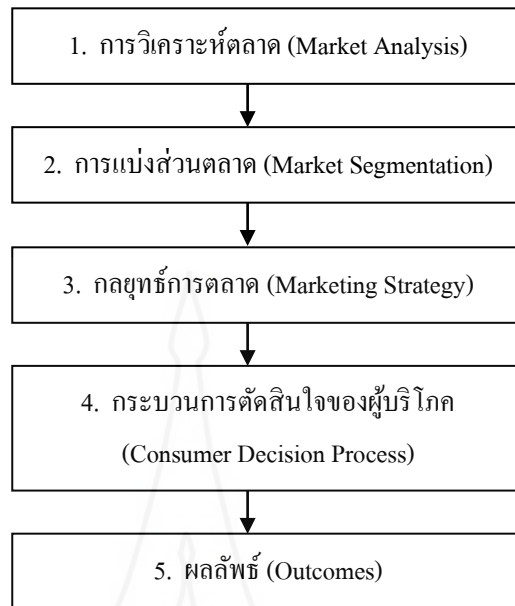 1. การวิเคราะห์ตลาด (Market Analysis)
2. การแบ่งส่วนตลาด (Market Segmentation)
3. กลยุทธ์การตลาด (Marketing Strategy)
4. กระบวนการตัดสินใจของผู้บริโภค
(Consumer Decision Process)
5. ผลลัพธ์ (Outcomes)